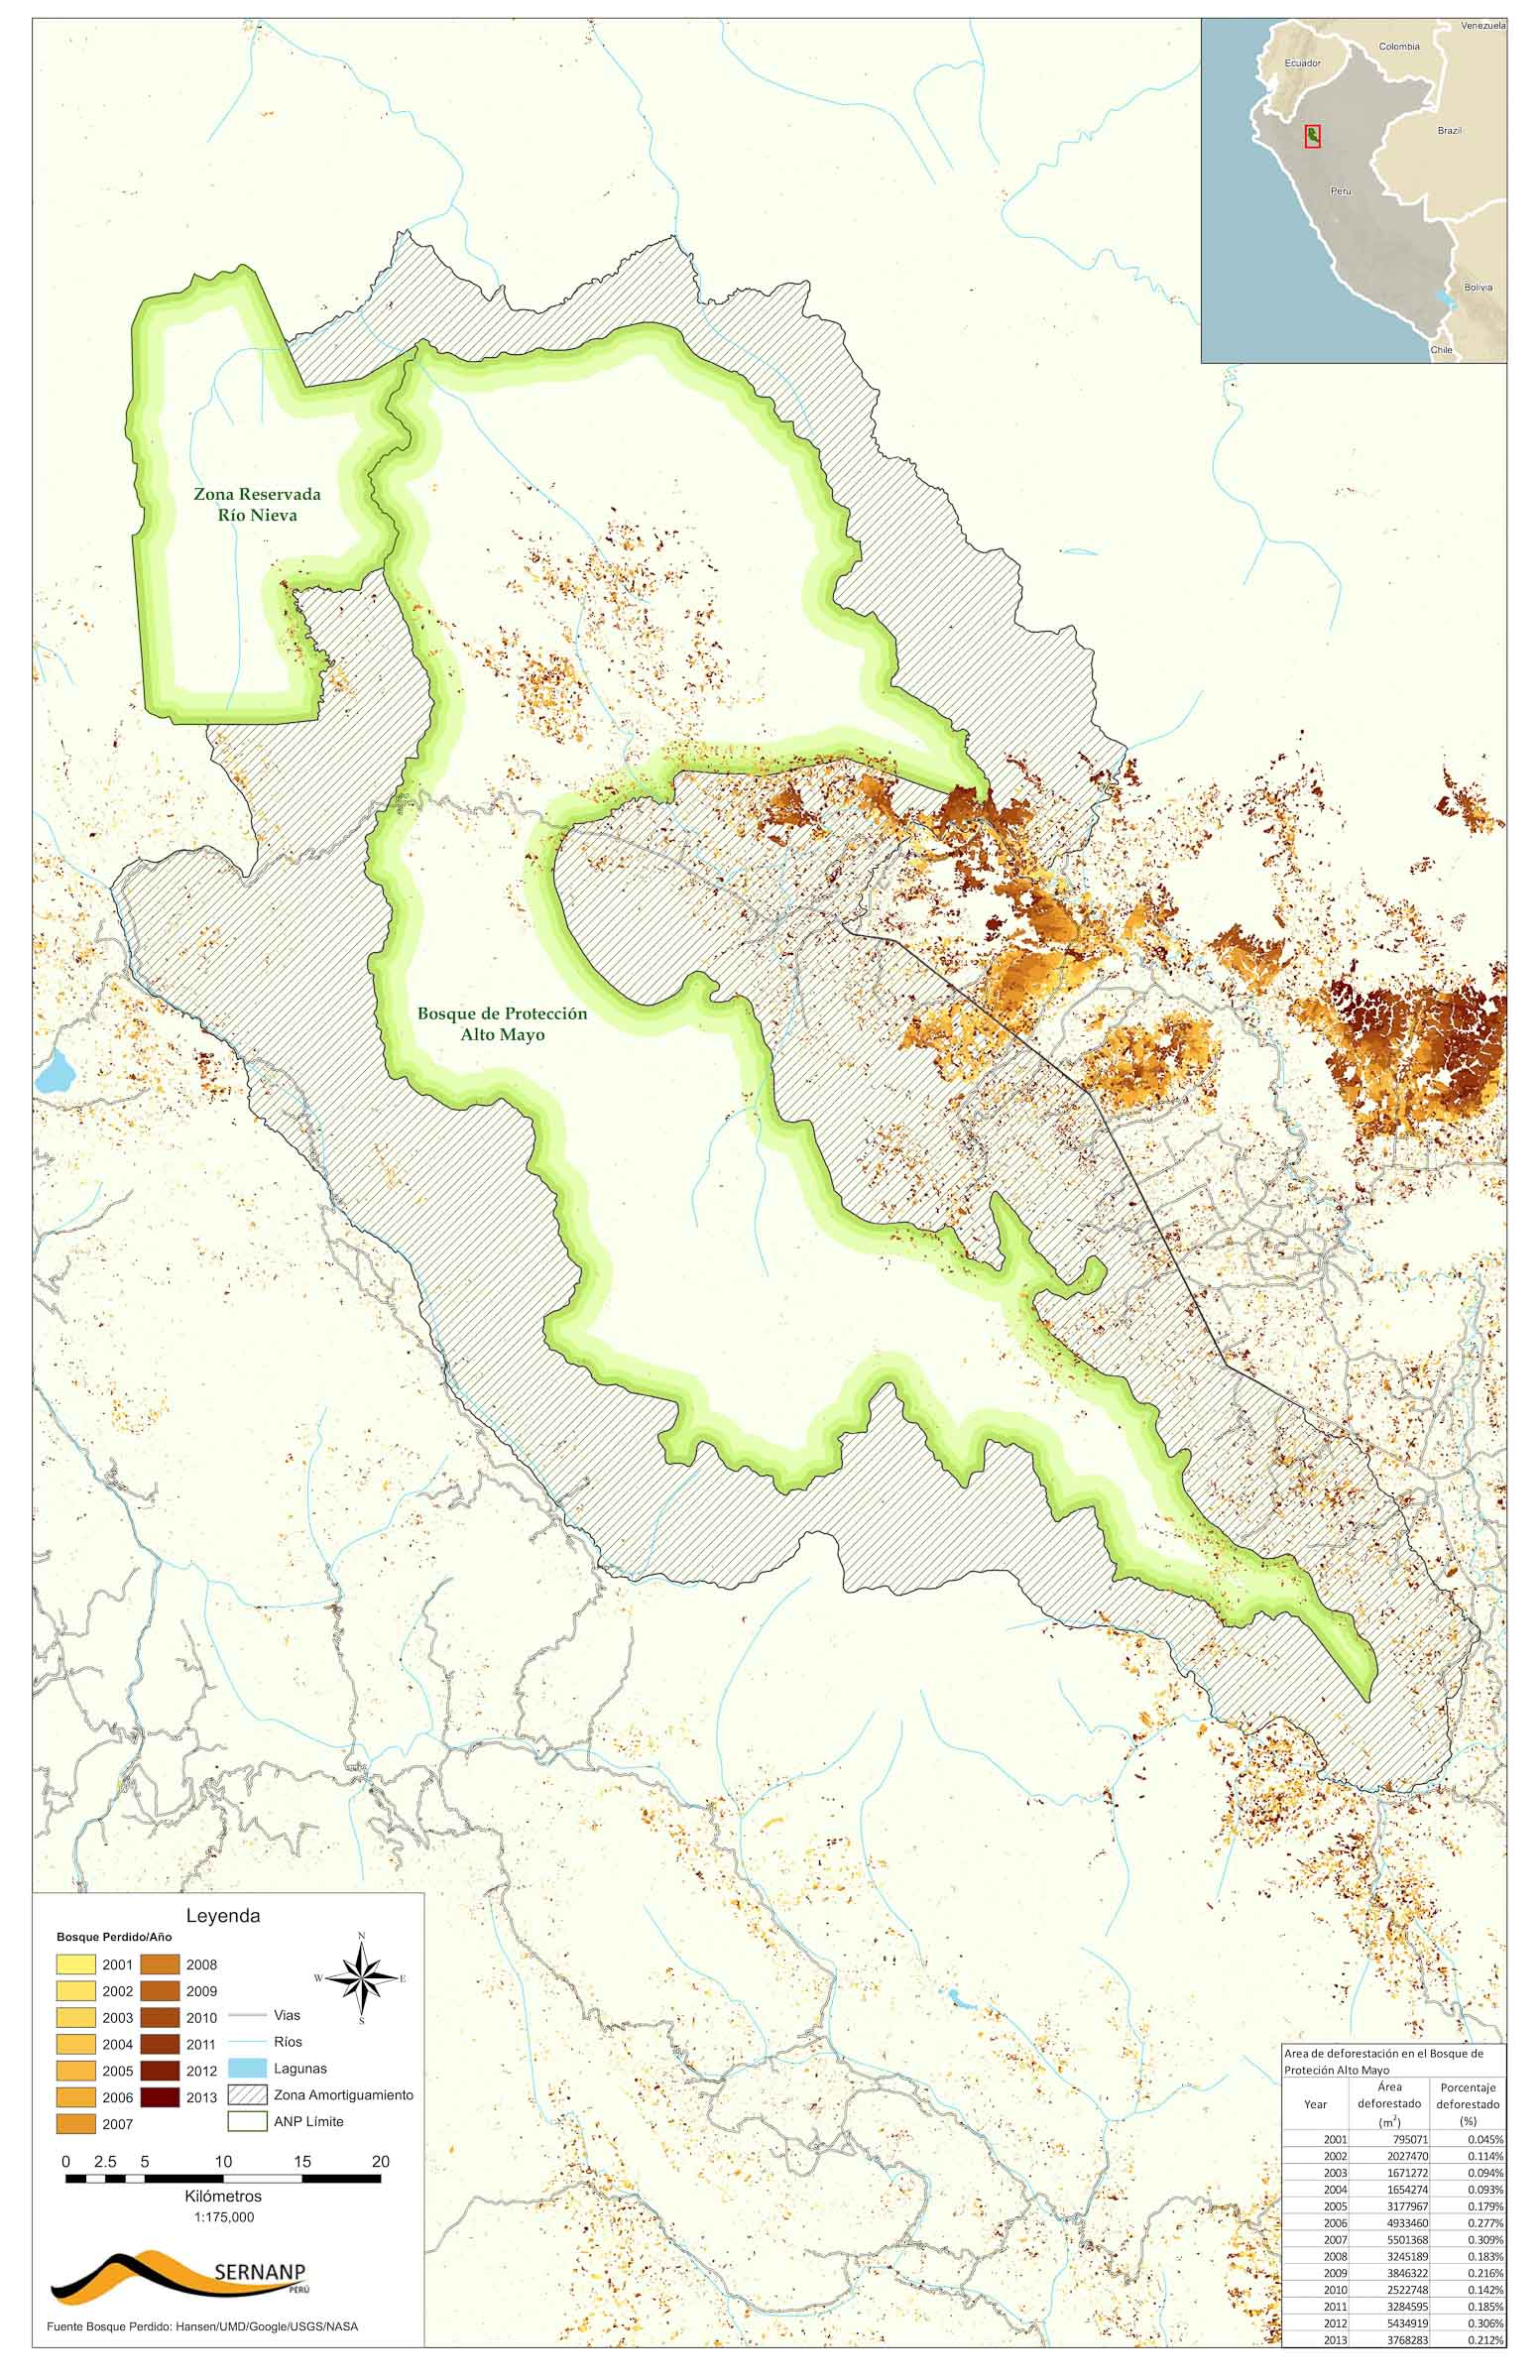 Venezuela
Colombia
Ecuador
Brazil
Peru
Bolivia
Chile
Zona Reservada
Río Nieva
Bosque de Protección
Alto Mayo
Leyenda
Bosque Perdido/Año
2001
2002
2003
2004
2005
2006
2007
2008
2009
2010
2011
2012
2013
N
W
E
S
Vias
Ríos
Lagunas
Zona Amortiguamiento
ANP Límite
0 2.5 5 10 15 20
Kilómetros
1:175,000
SERNANP
PERÚ
Fuente Bosque Perdido: Hansen/UMD/Google/USGS/NASA
Area de deforestación en el Bosque de
Proteción Alto Mayo
Year Área deforestado (m²) Porcentaje deforestado (%)
2001 795071 0.045%
2002 2027470 0.114%
2003 1671272 0.094%
2004 1654274 0.093%
2005 3177967 0.179%
2006 4933460 0.277%
2007 5501368 0.309%
2008 3245189 0.183%
2009 3846322 0.216%
2010 2522748 0.142%
2011 3284595 0.185%
2012 5434919 0.306%
2013 3768283 0.212%